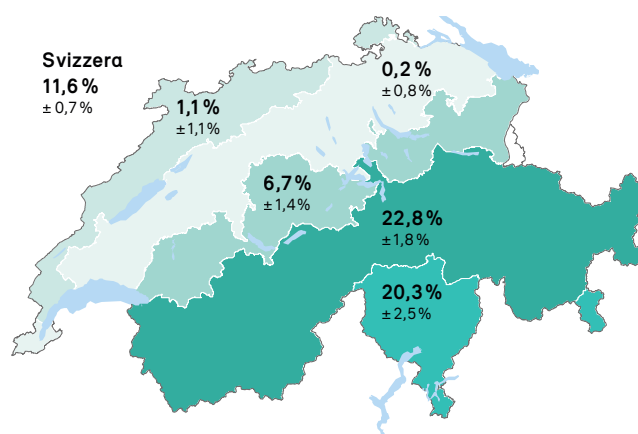 Svizzera
11,6 %
± 0,7 %
0,2 %
± 0,8 %
1,1 %
±1,1 %
6,7 %
±1,4 %
22,8 %
±1,8 %
20,3 %
± 2,5 %